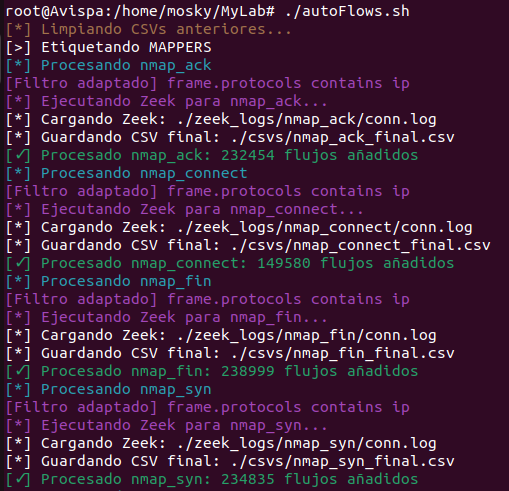 root@Avispa:/home/mosky/MyLab# ./autoFlows.sh
[*] Limpiando CSVs anteriores...
[>] Etiquetando MAPPERS
[*] Procesando nmap_ack
[Filtro adaptado] frame.protocols contains ip
[*] Ejecutando Zeek para nmap_ack...
[*] Cargando Zeek: ./zeek_logs/nmap_ack/conn.log
[*] Guardando CSV final: ./csvs/nmap_ack_final.csv
[✓] Procesado nmap_ack: 232454 flujos añadidos
[*] Procesando nmap_connect
[Filtro adaptado] frame.protocols contains ip
[*] Ejecutando Zeek para nmap_connect...
[*] Cargando Zeek: ./zeek_logs/nmap_connect/conn.log
[*] Guardando CSV final: ./csvs/nmap_connect_final.csv
[✓] Procesado nmap_connect: 149580 flujos añadidos
[*] Procesando nmap_fin
[Filtro adaptado] frame.protocols contains ip
[*] Ejecutando Zeek para nmap_fin...
[*] Cargando Zeek: ./zeek_logs/nmap_fin/conn.log
[*] Guardando CSV final: ./csvs/nmap_fin_final.csv
[✓] Procesado nmap_fin: 238999 flujos añadidos
[*] Procesando nmap_syn
[Filtro adaptado] frame.protocols contains ip
[*] Ejecutando Zeek para nmap_syn...
[*] Cargando Zeek: ./zeek_logs/nmap_syn/conn.log
[*] Guardando CSV final: ./csvs/nmap_syn_final.csv
[✓] Procesado nmap_syn: 234835 flujos añadidos